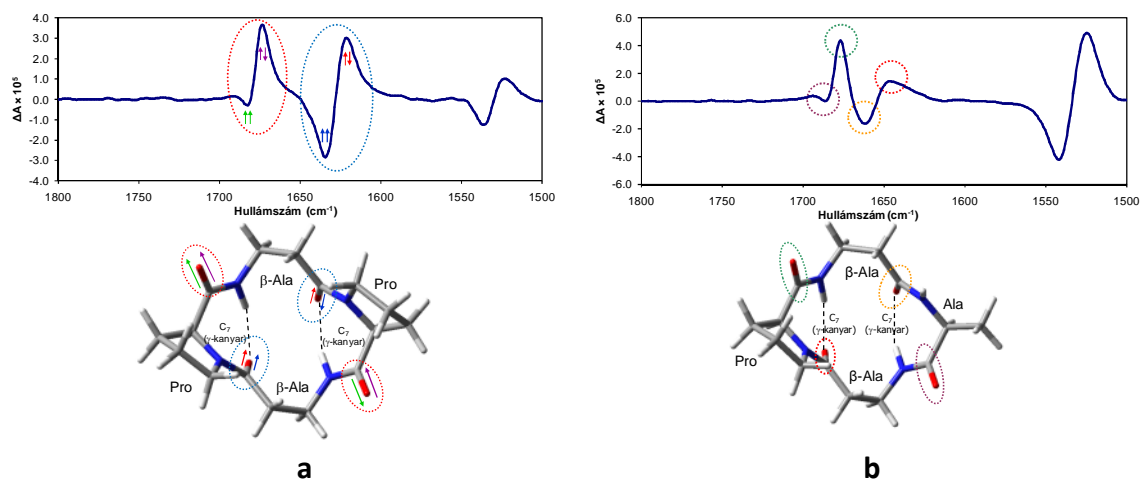 4.0
3.0
2.0
1.0
0.0
-1.0
-2.0
-3.0
-4.0
ΔA × 10⁵
1800
1750
1700
1650
1600
1550
1500
Hullámszám (cm⁻¹)
β-Ala
Pro
C₇
(γ-kanyar)
C₇
(γ-kanyar)
Pro
β-Ala
a
6.0
4.0
2.0
0.0
-2.0
-4.0
-6.0
ΔA × 10⁵
1800
1750
1700
1650
1600
1550
1500
Hullámszám (cm⁻¹)
β-Ala
Ala
C₇
(γ-kanyar)
C₇
(γ-kanyar)
Pro
β-Ala
b